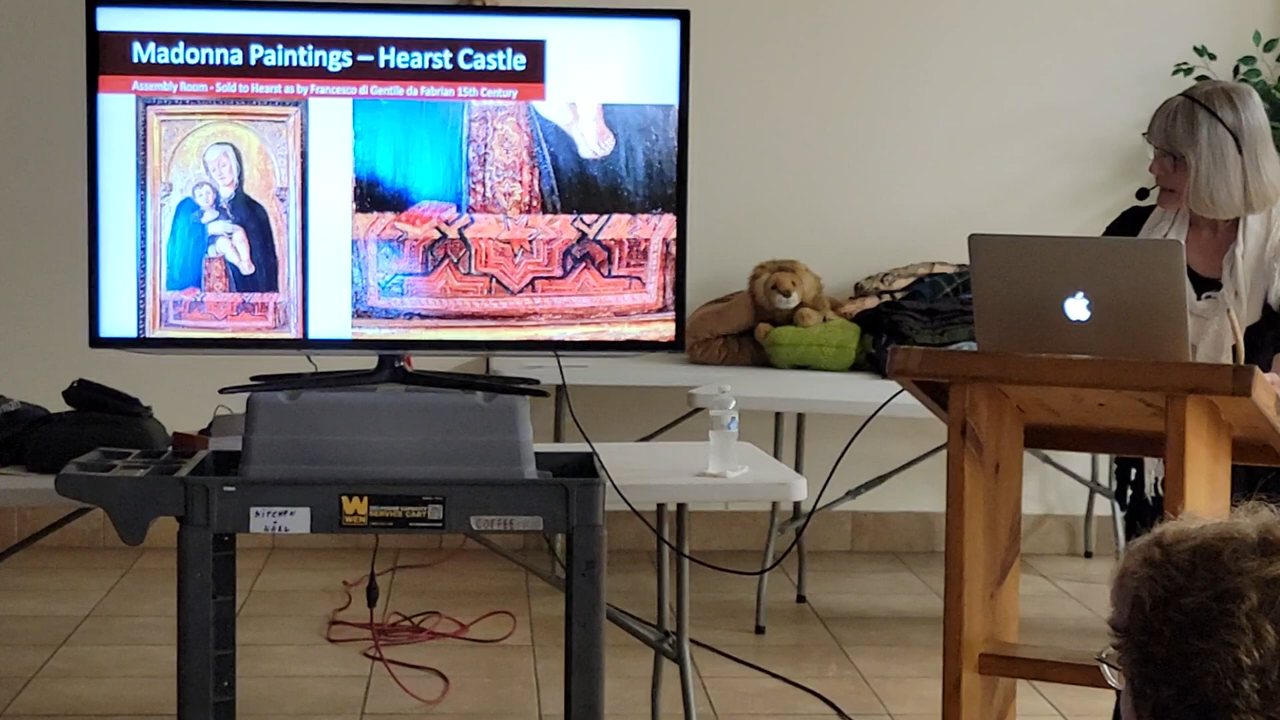 Madonna Paintings – Hearst Castle
Assembly Room - Sold to Hearst as by Francesco di Gentile da Fabrian 15th Century
KITCHEN
W
WEN
SERVICE CART
COFFEE